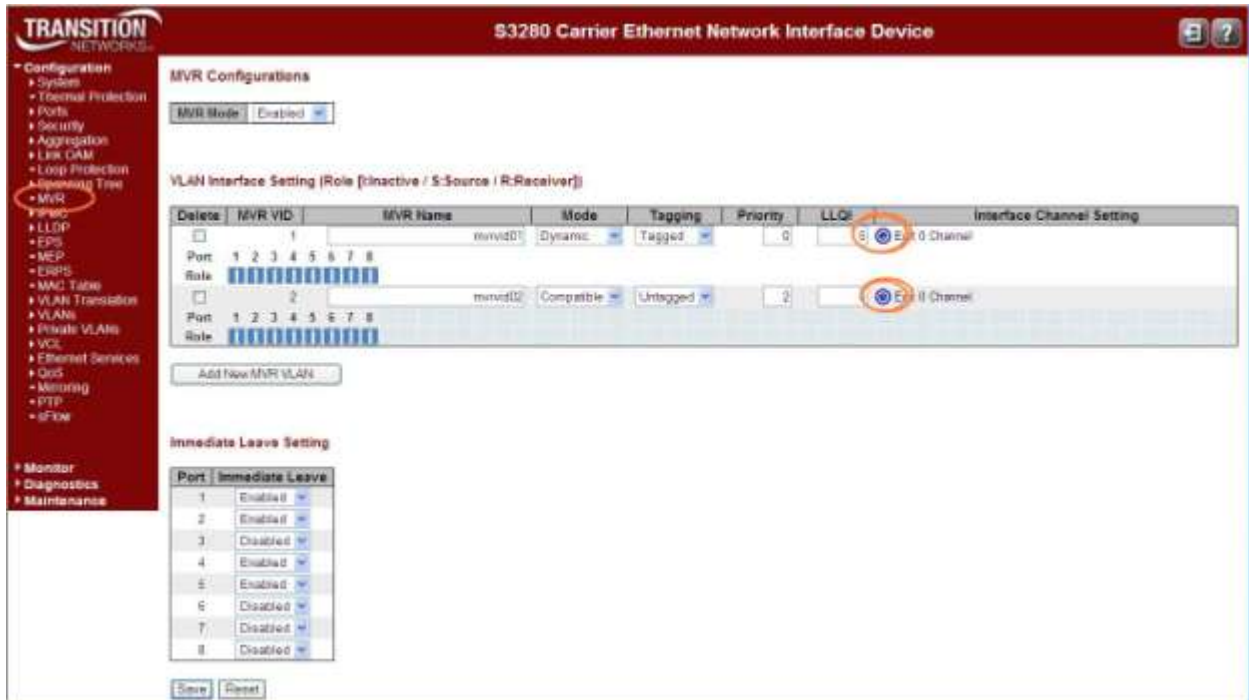 TRANSITION
NETWORKS
S3280 Carrier Ethernet Network Interface Device
Configuration
System
Thermal Protection
Ports
Security
Aggregation
Link OAM
Loop Protection
Spanning Tree
MVR
IPMC
LLDP
EPS
MEP
ERPS
MAC Table
VLAN Translation
VLANs
Private VLANs
VCL
Ethernet Services
QoS
Mirroring
PTP
sFlow
Monitor
Diagnostics
Maintenance
MVR Configurations
MVR Mode Enabled
VLAN Interface Setting (Role [I:Inactive / S:Source / R:Receiver])
Delete MVR VID MVR Name Mode Tagging Priority LLQI Interface Channel Setting
1 mvrvid01 Dynamic Tagged 0 5 Edit 0 Channel
Port 1 2 3 4 5 6 7 8
Role
2 mvrvid02 Compatible Untagged 2 Edit 0 Channel
Port 1 2 3 4 5 6 7 8
Role
Add New MVR VLAN
Immediate Leave Setting
Port Immediate Leave
1 Enabled
2 Enabled
3 Disabled
4 Enabled
5 Enabled
6 Disabled
7 Disabled
8 Disabled
Save Reset